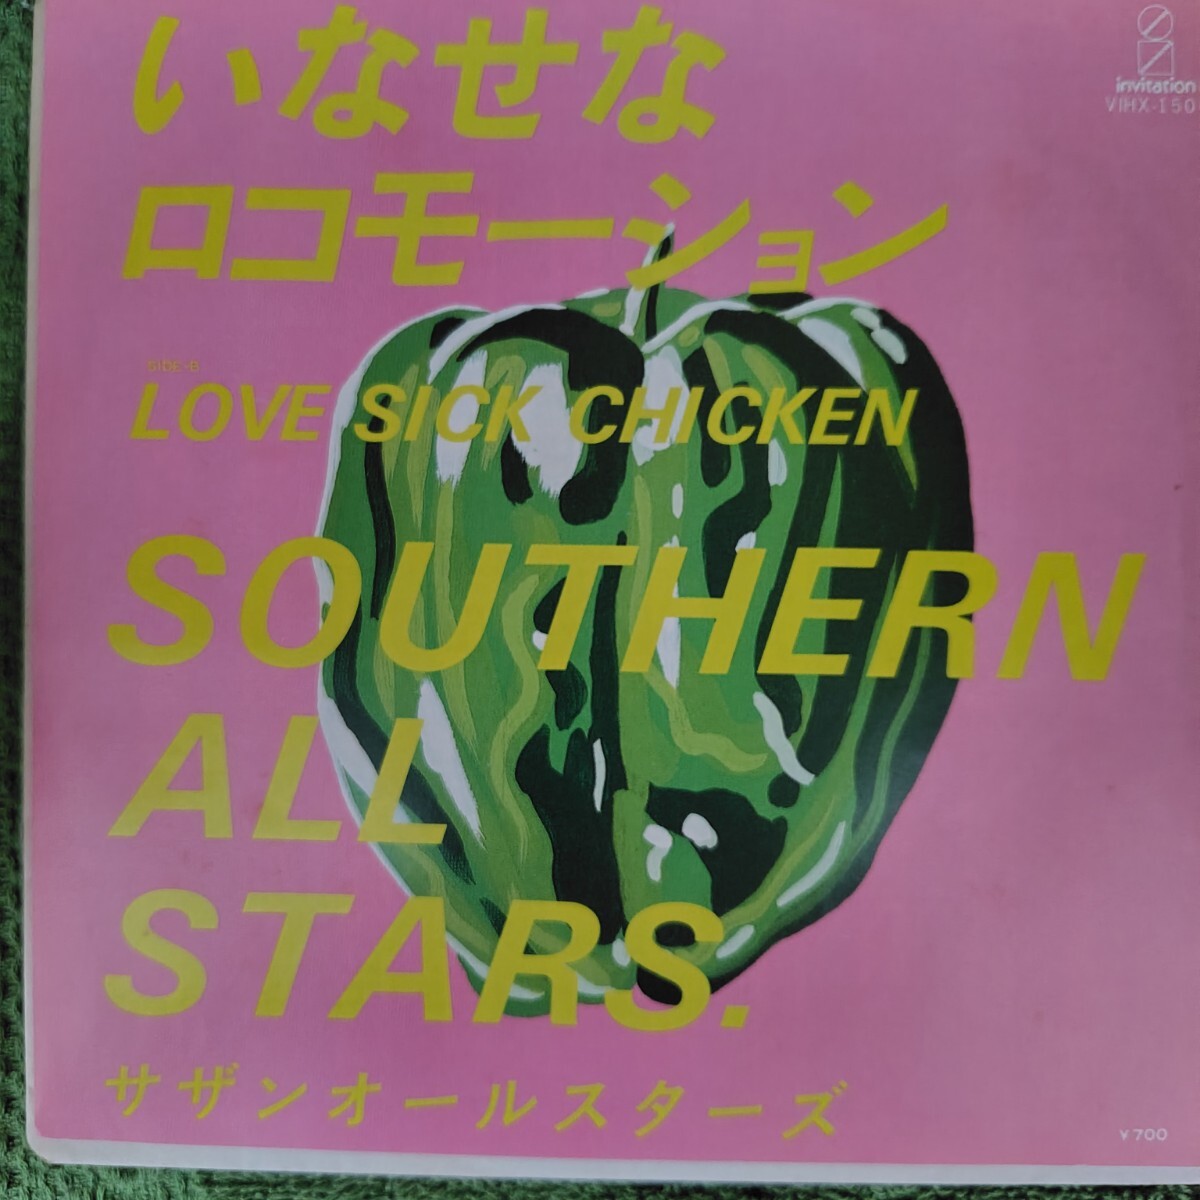 いなせな
ロコモーション
invitation
VIHX-150
SIDE-B
LOVE SICK CHICKEN
SOUTHERN
ALL
STARS.
サザンオールスターズ
¥700